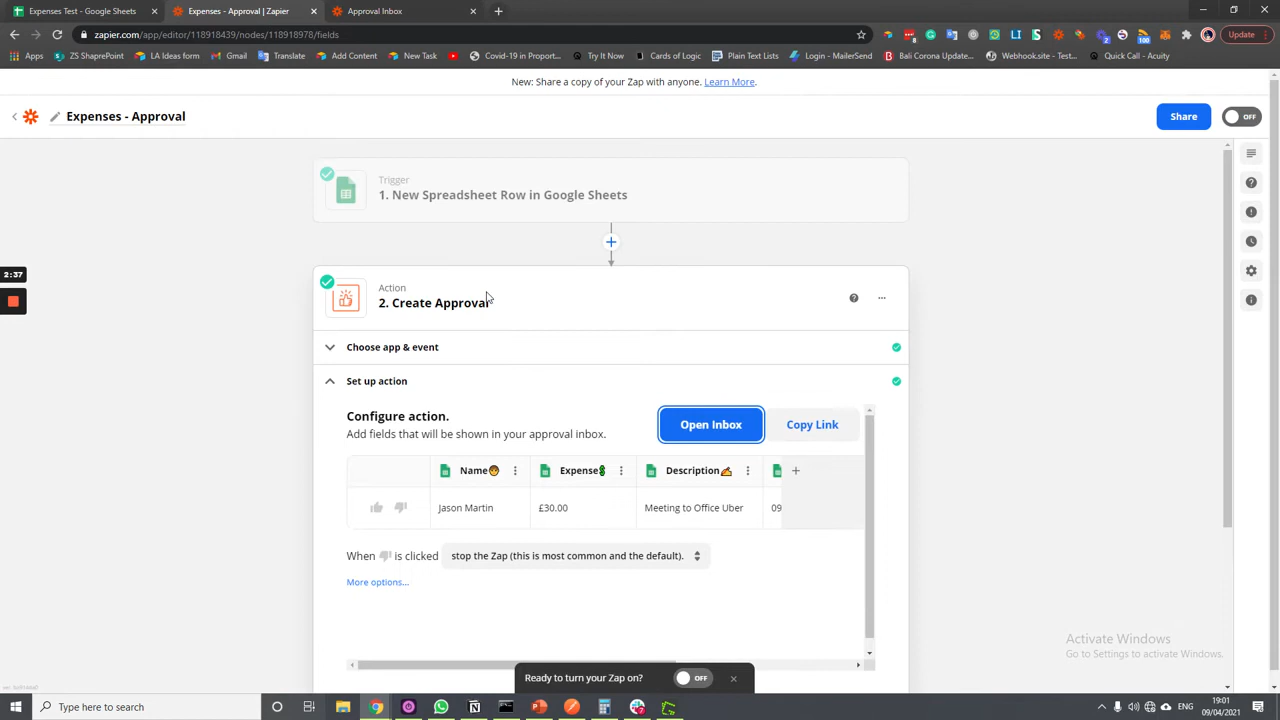 Expenses Test - Google Sheets
Expenses - Approval | Zapier
Approval Inbox
zapier.com/app/editor/118918439/nodes/118918978/fields
Update
Apps
ZS SharePoint
LA Ideas form
Gmail
Translate
Add Content
New Task
Covid-19 in Proport...
Try It Now
Cards of Logic
Plain Text Lists
Login - MailerSend
Bali Corona Updater...
Webhook.site - Test...
Quick Call - Acuity
New: Share a copy of your Zap with anyone. Learn More.
Expenses - Approval
Share
OFF
Trigger
1. New Spreadsheet Row in Google Sheets
2:37
Action
2. Create Approval
Choose app & event
Set up action
Configure action.
Add fields that will be shown in your approval inbox.
Open Inbox
Copy Link
Name
Expense
Description
Jason Martin
£30.00
Meeting to Office Uber
09
When is clicked stop the Zap (this is most common and the default).
More options...
Activate Windows
Go to Settings to activate Windows.
Ready to turn your Zap on?
OFF
Type here to search
19:01
09/04/2021